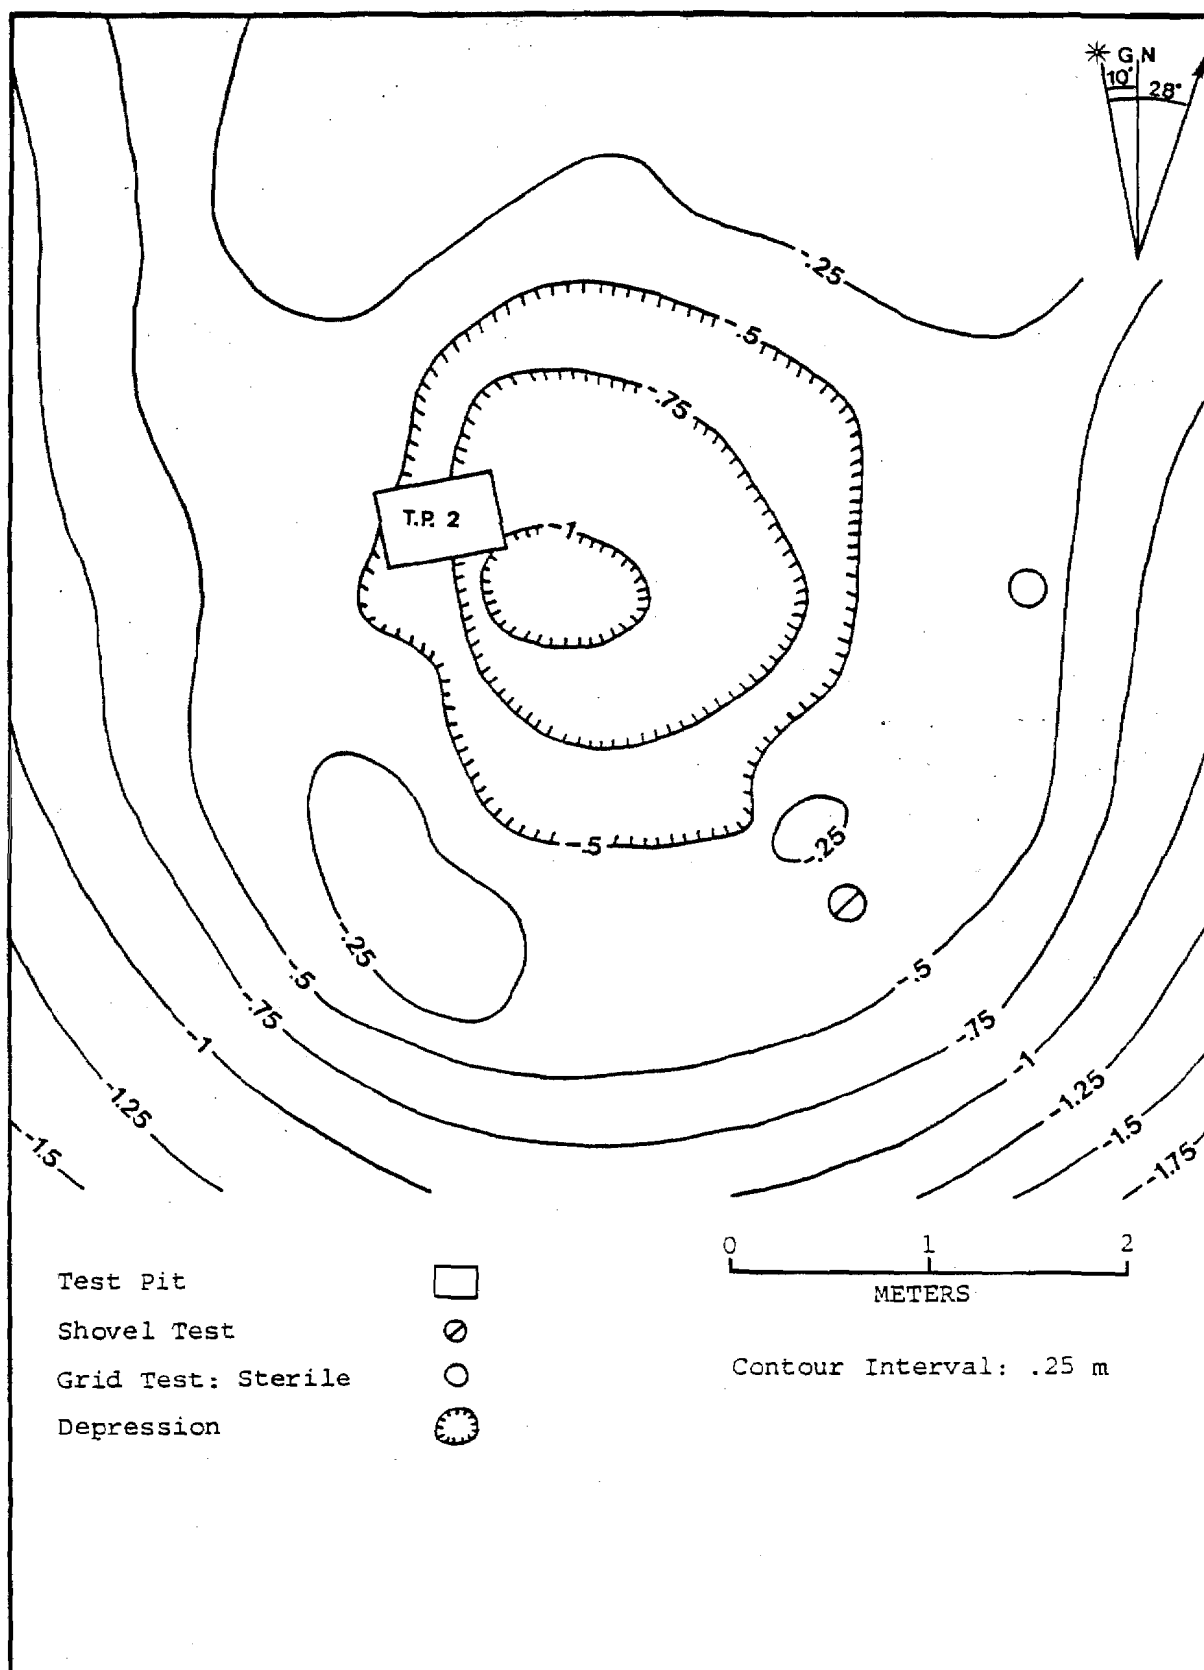 * G N
10° 28°
-.25
-.5
-.75
T.P. 2
-1
-.5
-.25
-.25
-.5
-.5
-.75
-.75
-1
-1
-1.25
-1.25
-1.5
-1.5
-1.75
0 1 2
METERS
Test Pit
Shovel Test
Grid Test: Sterile
Depression
Contour Interval: .25 m